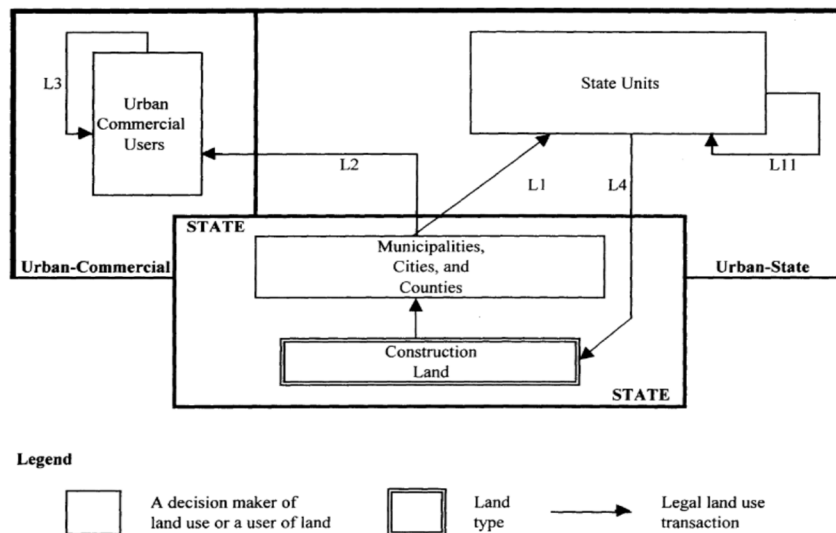 L3
Urban
Commercial
Users
State Units
L2
L1
L4
L11
STATE
Municipalities,
Cities, and
Counties
Urban-Commercial
Urban-State
Construction
Land
STATE
Legend
A decision maker of
land use or a user of land
Land
type
Legal land use
transaction